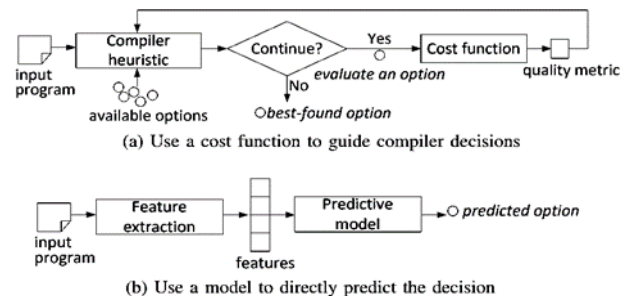 Compiler
heuristic
Continue?
Yes
Cost function
input
program
No
evaluate an option
quality metric
available options
best-found option
(a) Use a cost function to guide compiler decisions
Feature
extraction
Predictive
model
predicted option
input
program
features
(b) Use a model to directly predict the decision